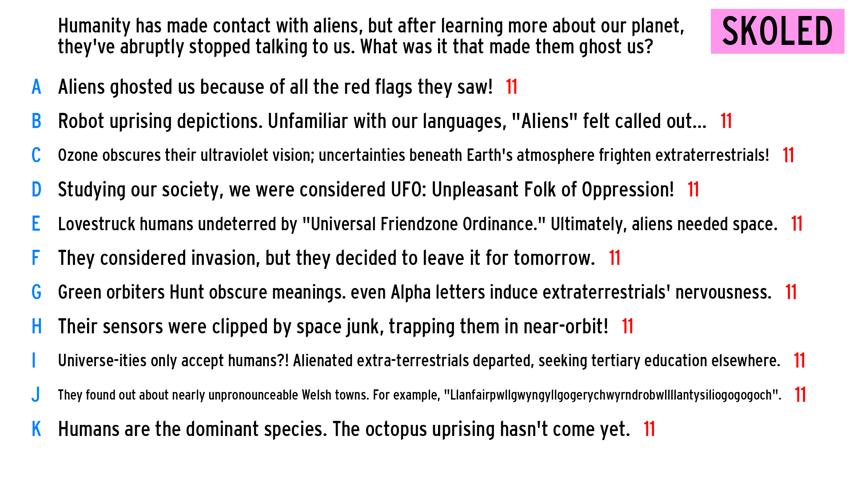 Humanity has made contact with aliens, but after learning more about our planet,
they've abruptly stopped talking to us. What was it that made them ghost us?
SKOLED
A Aliens ghosted us because of all the red flags they saw! 11
B Robot uprising depictions. Unfamiliar with our languages, "Aliens" felt called out... 11
C Ozone obscures their ultraviolet vision; uncertainties beneath Earth's atmosphere frighten extraterrestrials! 11
D Studying our society, we were considered UFO: Unpleasant Folk of Oppression! 11
E Lovestruck humans undeterred by "Universal Friendzone Ordinance." Ultimately, aliens needed space. 11
F They considered invasion, but they decided to leave it for tomorrow. 11
G Green orbiters Hunt obscure meanings. even Alpha letters induce extraterrestrials' nervousness. 11
H Their sensors were clipped by space junk, trapping them in near-orbit! 11
I Universe-ities only accept humans?! Alienated extra-terrestrials departed, seeking tertiary education elsewhere. 11
J They found out about nearly unpronounceable Welsh towns. For example, "Llanfairpwllgwyngyllgogerychwyrndrobwllllantysiliogogogoch". 11
K Humans are the dominant species. The octopus uprising hasn't come yet. 11